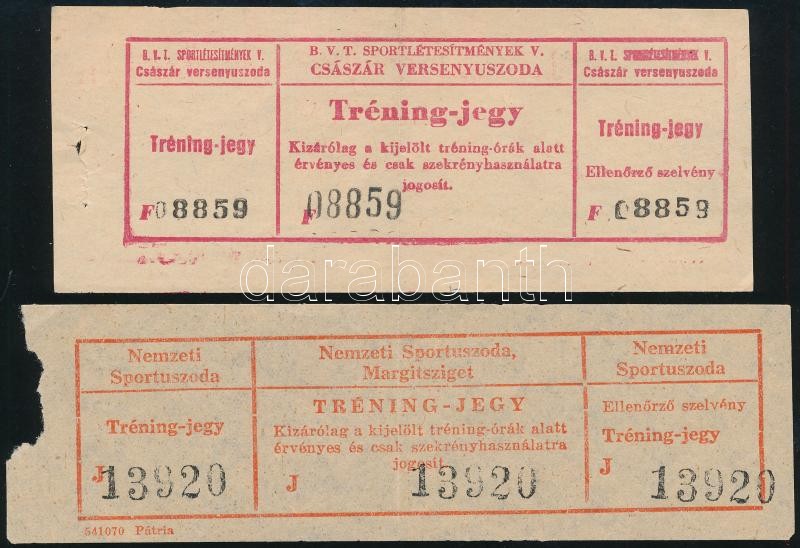 B. V. T. SPORTLÉTESÍTMÉNYEK V.
Császár versenyuszoda
Tréning-jegy
F 08859
B. V. T. SPORTLÉTESÍTMÉNYEK V.
CSÁSZÁR VERSENYUSZODA
Tréning-jegy
Kizárólag a kijelölt tréning-órák alatt
érvényes és csak szekrényhasználatra
jogosít.
F 08859
B. V. T. SPORTLÉTESÍTMÉNYEK V.
Császár versenyuszoda
Tréning-jegy
Ellenőrző szelvény
F 08859
darabanth
Nemzeti
Sportuszoda
Tréning-jegy
J 13920
Nemzeti Sportuszoda,
Margitsziget
TRÉNING-JEGY
Kizárólag a kijelölt tréning-órák alatt
érvényes és csak szekrényhasználatra
jogosít.
J 13920
Nemzeti
Sportuszoda
Ellenőrző szelvény
Tréning-jegy
J 13920
541070 Pátria